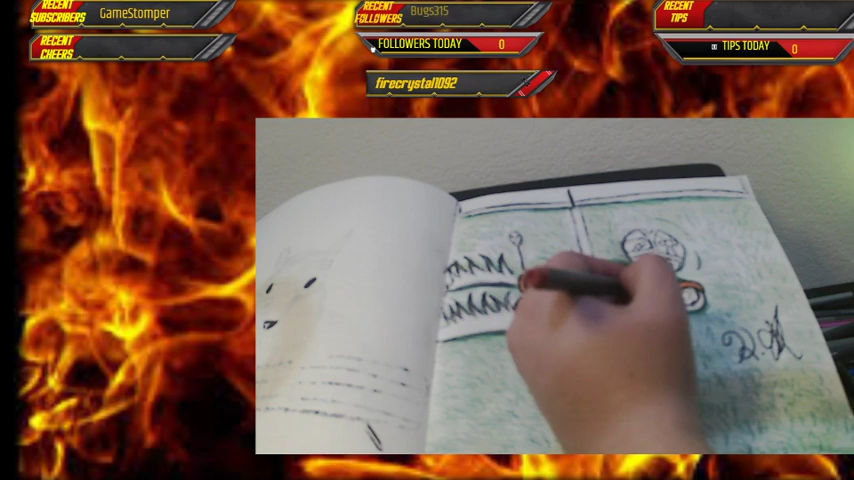 RECENT SUBSCRIBERS GameStomper
RECENT FOLLOWERS Bugs315
RECENT TIPS
RECENT CHEERS
FOLLOWERS TODAY 0
TIPS TODAY 0
firecrystal1092